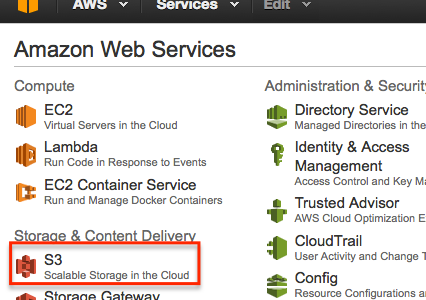 AWS Services Edit
Amazon Web Services
Compute
EC2
Virtual Servers in the Cloud
Lambda
Run Code in Response to Events
EC2 Container Service
Run and Manage Docker Containers
Storage & Content Delivery
S3
Scalable Storage in the Cloud
Storage Gateway
Administration & Security
Directory Service
Managed Directories in the
Identity & Access
Management
Access Control and Key Ma
Trusted Advisor
AWS Cloud Optimization E
CloudTrail
User Activity and Change T
Config
Resource Configurations an